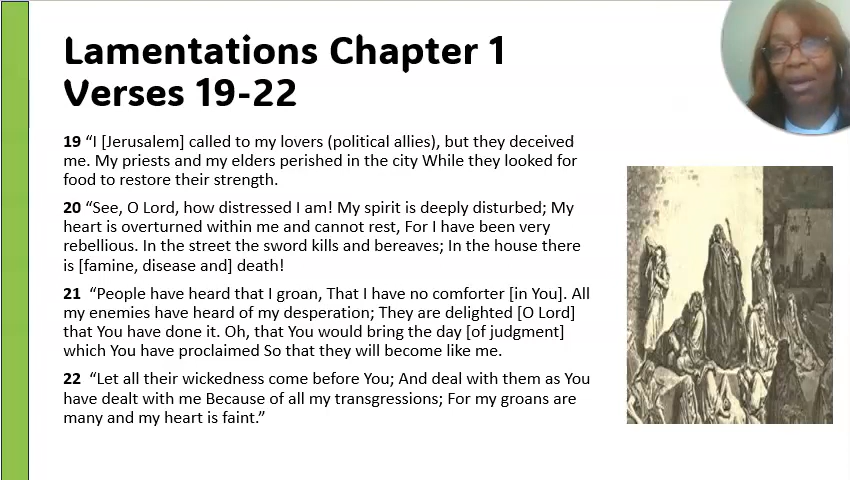 Lamentations Chapter 1
Verses 19-22
19 “I [Jerusalem] called to my lovers (political allies), but they deceived
me. My priests and my elders perished in the city While they looked for
food to restore their strength.
20 “See, O Lord, how distressed I am! My spirit is deeply disturbed; My
heart is overturned within me and cannot rest, For I have been very
rebellious. In the street the sword kills and bereaves; In the house there
is [famine, disease and] death!
21 “People have heard that I groan, That I have no comforter [in You]. All
my enemies have heard of my desperation; They are delighted [O Lord]
that You have done it. Oh, that You would bring the day [of judgment]
which You have proclaimed So that they will become like me.
22 “Let all their wickedness come before You; And deal with them as You
have dealt with me Because of all my transgressions; For my groans are
many and my heart is faint.”